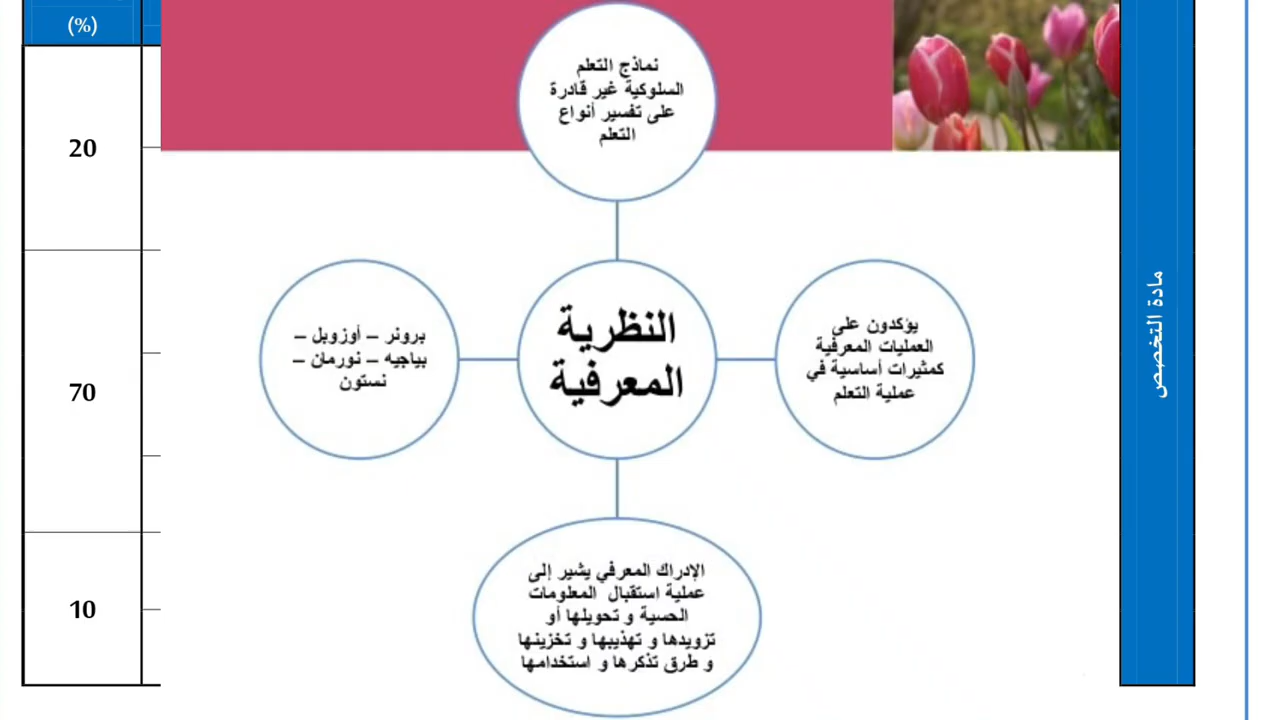 (%)
20
70
10
نماذج التعلم
السلوكية غير قادرة
على تفسير أنواع
التعلم
النظرية
المعرفية
يؤكدون على
العمليات المعرفية
كمثيرات أساسية في
عملية التعلم
برونر – أوزوبل –
بياجيه – نورمان –
نستون
الإدراك المعرفي يشير إلى
عملية استقبال المعلومات
الحسية و تحويلها أو
تزويدها و تهذيبها و تخزينها
و طرق تذكرها و استخدامها
مادة التخصص